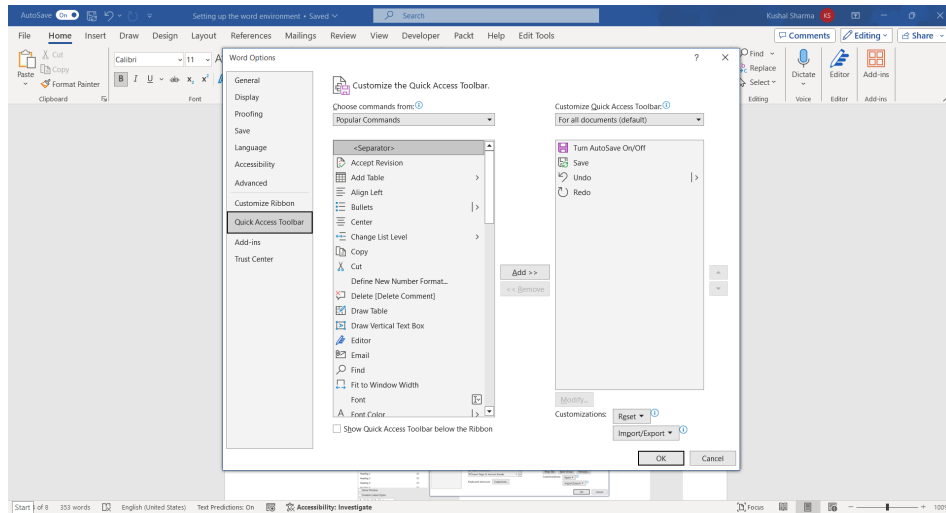 AutoSave On Setting up the word environment • Saved Search Kushal Sharma KS
File Home Insert Draw Design Layout References Mailings Review View Developer Packt Help Edit Tools Comments Editing Share
Paste
Cut
Copy
Format Painter
Clipboard
Calibri 11 A
B I U ab x₂ x²
Font
Find
Replace
Select
Editing
Dictate
Voice
Editor
Editor
Add-ins
Add-ins
Word Options ? ×
General
Display
Proofing
Save
Language
Accessibility
Advanced
Customize Ribbon
Quick Access Toolbar
Add-ins
Trust Center
Customize the Quick Access Toolbar.
Choose commands from:
Popular Commands
<Separator>
Accept Revision
Add Table
Align Left
Bullets
Center
Change List Level
Copy
Cut
Define New Number Format...
Delete [Delete Comment]
Draw Table
Draw Vertical Text Box
Editor
Email
Find
Fit to Window Width
Font
Font Color
Show Quick Access Toolbar below the Ribbon
Add >>
<< Remove
Customize Quick Access Toolbar:
For all documents (default)
Turn AutoSave On/Off
Save
Undo
Redo
Modify...
Customizations: Reset
Import/Export
OK Cancel
Start of 8 353 words English (United States) Text Predictions: On Accessibility: Investigate Focus 100